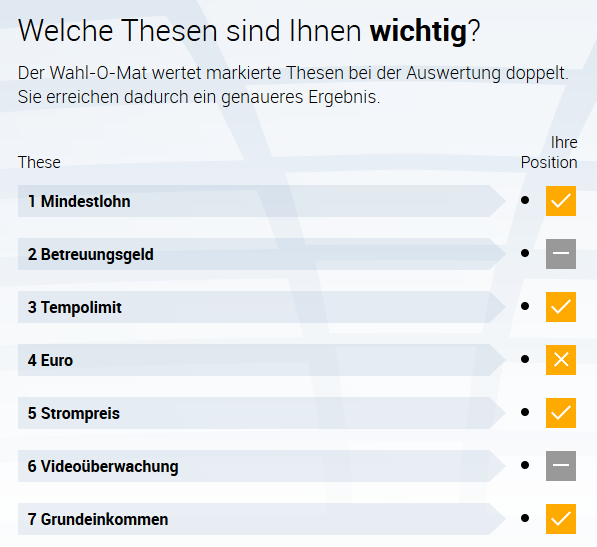 Welche Thesen sind Ihnen wichtig?
Der Wahl-O-Mat wertet markierte Thesen bei der Auswertung doppelt.
Sie erreichen dadurch ein genaueres Ergebnis.
Ihre
These Position
1 Mindestlohn
2 Betreuungsgeld
3 Tempolimit
4 Euro
5 Strompreis
6 Videoüberwachung
7 Grundeinkommen